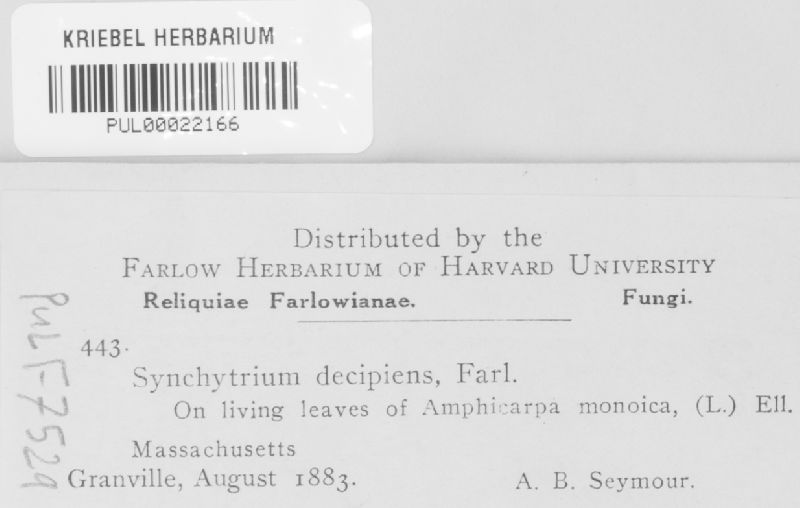 KRIEBEL HERBARIUM
PUL00022166
Distributed by the
FARLOW HERBARIUM OF HARVARD UNIVERSITY
Reliquiae Farlowianae. Fungi.
443.
Synchytrium decipiens, Farl.
On living leaves of Amphicarpa monoica, (L.) Ell.
Massachusetts
Granville, August 1883. A. B. Seymour.
PUL F-7529